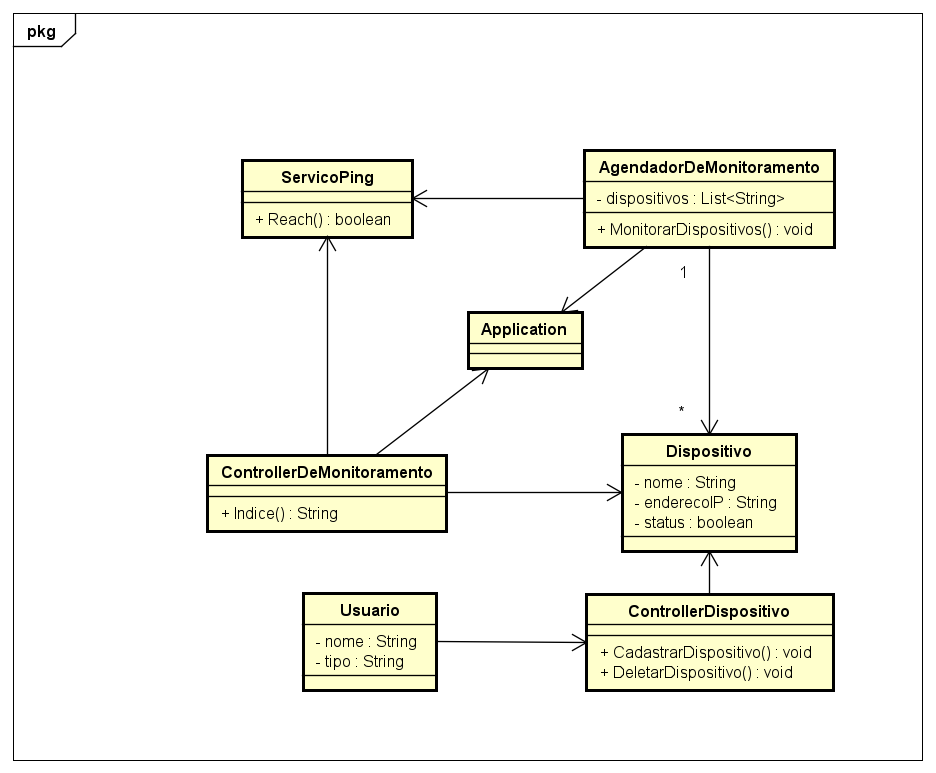 pkg
ServicoPing
+ Reach() : boolean
AgendadorDeMonitoramento
- dispositivos : List<String>
+ MonitorarDispositivos() : void
1
Application
*
ControllerDeMonitoramento
+ Indice() : String
Dispositivo
- nome : String
- enderecoIP : String
- status : boolean
Usuario
- nome : String
- tipo : String
ControllerDispositivo
+ CadastrarDispositivo() : void
+ DeletarDispositivo() : void